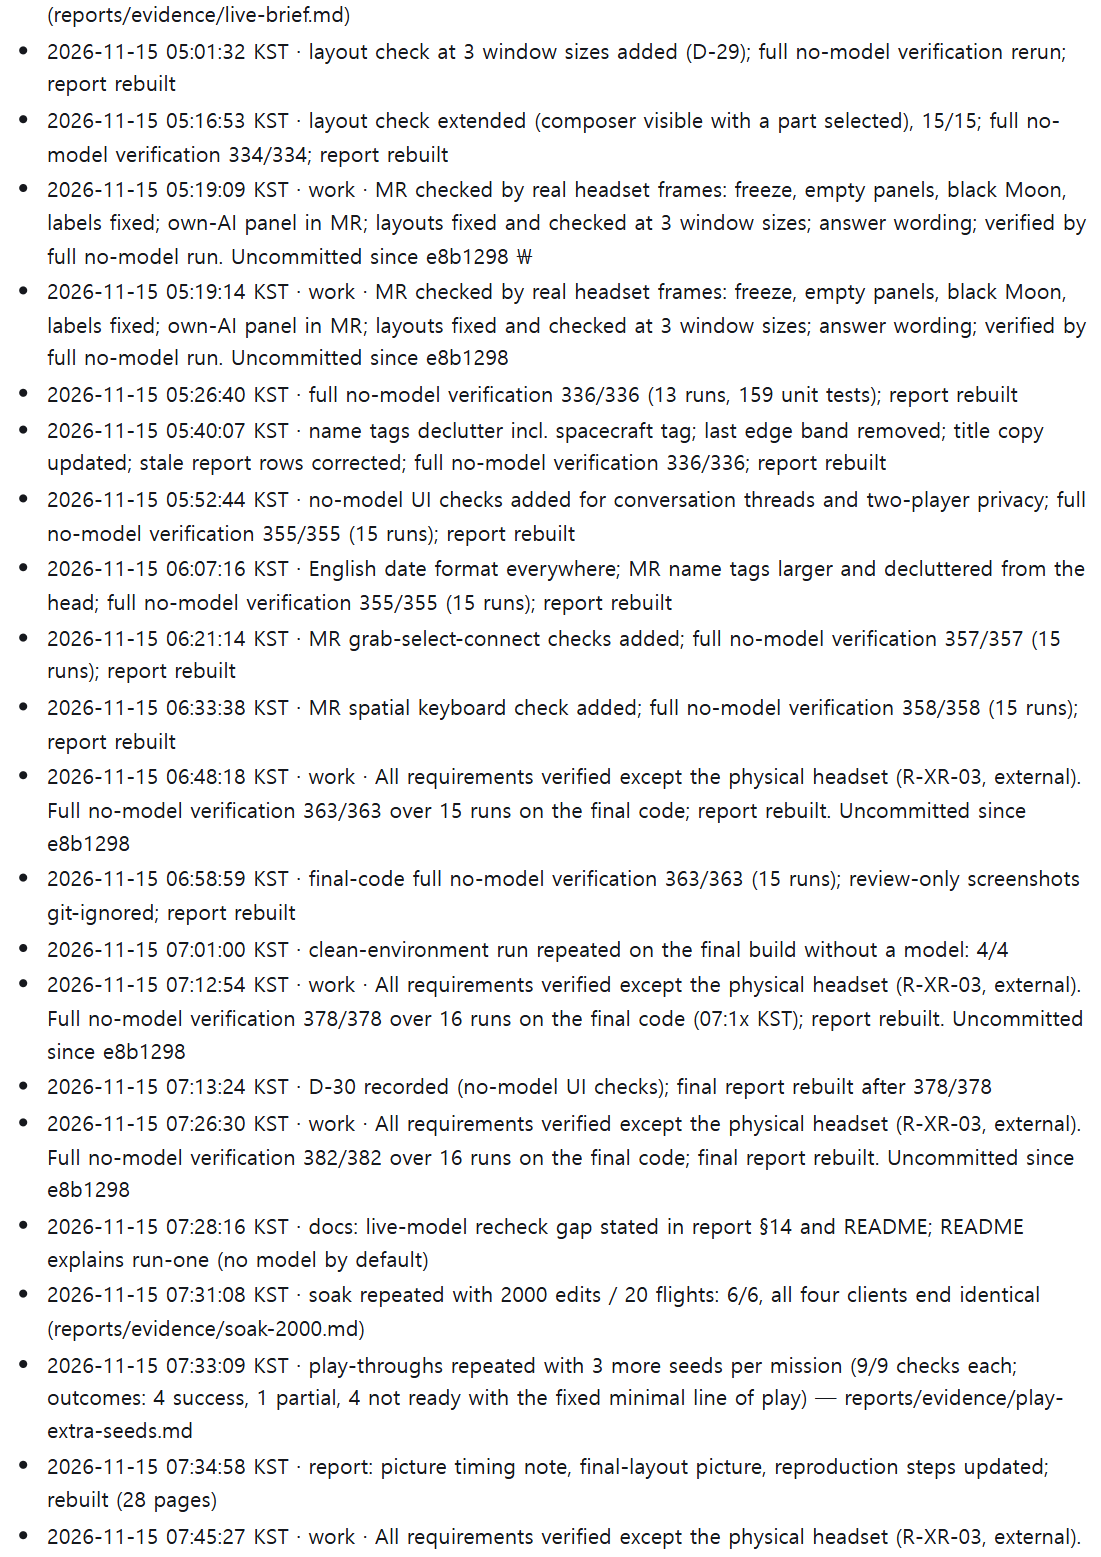 (reports/evidence/live-brief.md)
• 2026-11-15 05:01:32 KST · layout check at 3 window sizes added (D-29); full no-model verification rerun;
report rebuilt
• 2026-11-15 05:16:53 KST · layout check extended (composer visible with a part selected), 15/15; full no-
model verification 334/334; report rebuilt
• 2026-11-15 05:19:09 KST · work · MR checked by real headset frames: freeze, empty panels, black Moon,
labels fixed; own-AI panel in MR; layouts fixed and checked at 3 window sizes; answer wording; verified by
full no-model run. Uncommitted since e8b1298 ₩
• 2026-11-15 05:19:14 KST · work · MR checked by real headset frames: freeze, empty panels, black Moon,
labels fixed; own-AI panel in MR; layouts fixed and checked at 3 window sizes; answer wording; verified by
full no-model run. Uncommitted since e8b1298
• 2026-11-15 05:26:40 KST · full no-model verification 336/336 (13 runs, 159 unit tests); report rebuilt
• 2026-11-15 05:40:07 KST · name tags declutter incl. spacecraft tag; last edge band removed; title copy
updated; stale report rows corrected; full no-model verification 336/336; report rebuilt
• 2026-11-15 05:52:44 KST · no-model UI checks added for conversation threads and two-player privacy; full
no-model verification 355/355 (15 runs); report rebuilt
• 2026-11-15 06:07:16 KST · English date format everywhere; MR name tags larger and decluttered from the
head; full no-model verification 355/355 (15 runs); report rebuilt
• 2026-11-15 06:21:14 KST · MR grab-select-connect checks added; full no-model verification 357/357 (15
runs); report rebuilt
• 2026-11-15 06:33:38 KST · MR spatial keyboard check added; full no-model verification 358/358 (15 runs);
report rebuilt
• 2026-11-15 06:48:18 KST · work · All requirements verified except the physical headset (R-XR-03, external).
Full no-model verification 363/363 over 15 runs on the final code; report rebuilt. Uncommitted since
e8b1298
• 2026-11-15 06:58:59 KST · final-code full no-model verification 363/363 (15 runs); review-only screenshots
git-ignored; report rebuilt
• 2026-11-15 07:01:00 KST · clean-environment run repeated on the final build without a model: 4/4
• 2026-11-15 07:12:54 KST · work · All requirements verified except the physical headset (R-XR-03, external).
Full no-model verification 378/378 over 16 runs on the final code (07:1x KST); report rebuilt. Uncommitted
since e8b1298
• 2026-11-15 07:13:24 KST · D-30 recorded (no-model UI checks); final report rebuilt after 378/378
• 2026-11-15 07:26:30 KST · work · All requirements verified except the physical headset (R-XR-03, external).
Full no-model verification 382/382 over 16 runs on the final code; final report rebuilt. Uncommitted since
e8b1298
• 2026-11-15 07:28:16 KST · docs: live-model recheck gap stated in report §14 and README; README
explains run-one (no model by default)
• 2026-11-15 07:31:08 KST · soak repeated with 2000 edits / 20 flights: 6/6, all four clients end identical
(reports/evidence/soak-2000.md)
• 2026-11-15 07:33:09 KST · play-throughs repeated with 3 more seeds per mission (9/9 checks each;
outcomes: 4 success, 1 partial, 4 not ready with the fixed minimal line of play) — reports/evidence/play-
extra-seeds.md
• 2026-11-15 07:34:58 KST · report: picture timing note, final-layout picture, reproduction steps updated;
rebuilt (28 pages)
• 2026-11-15 07:45:27 KST · work · All requirements verified except the physical headset (R-XR-03, external).